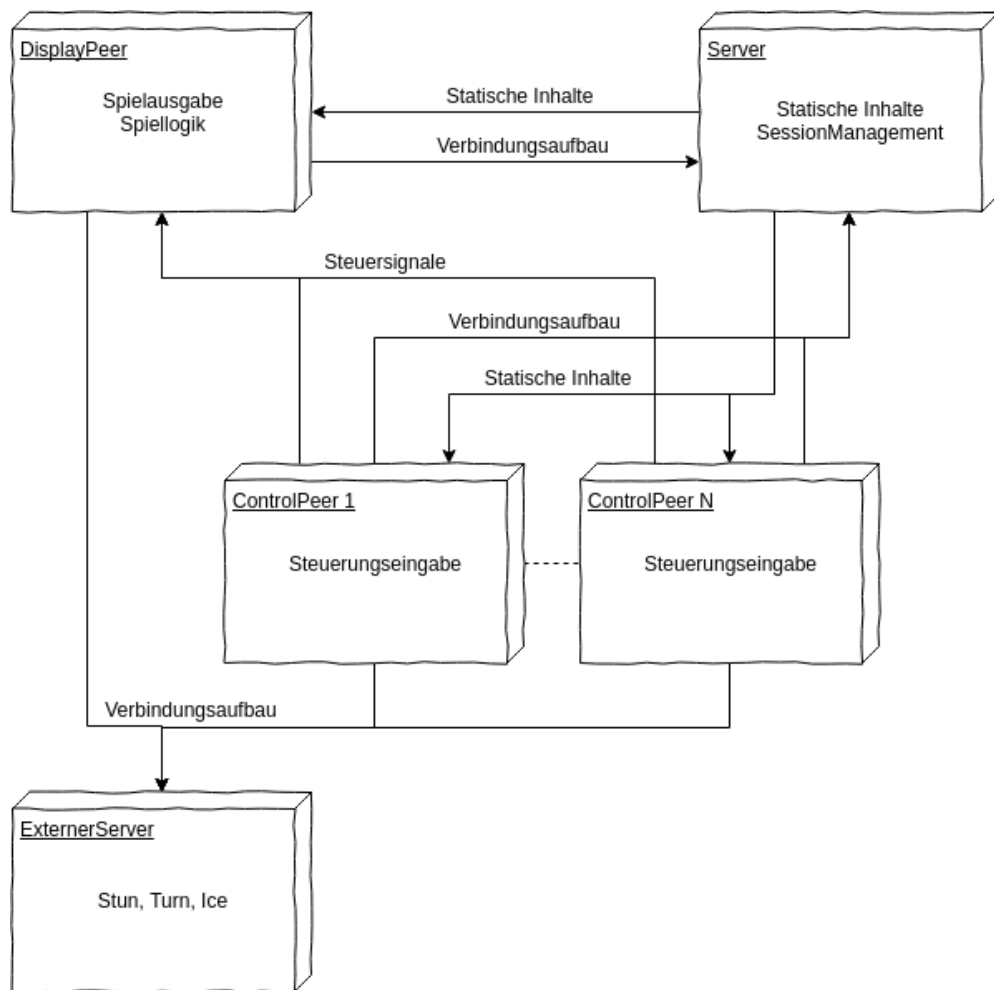 DisplayPeer
Spielausgabe
Spiellogik
Server
Statische Inhalte
SessionManagement
Statische Inhalte
Verbindungsaufbau
Steuersignale
Verbindungsaufbau
Statische Inhalte
ControlPeer 1
Steuerungseingabe
ControlPeer N
Steuerungseingabe
Verbindungsaufbau
ExternerServer
Stun, Turn, Ice